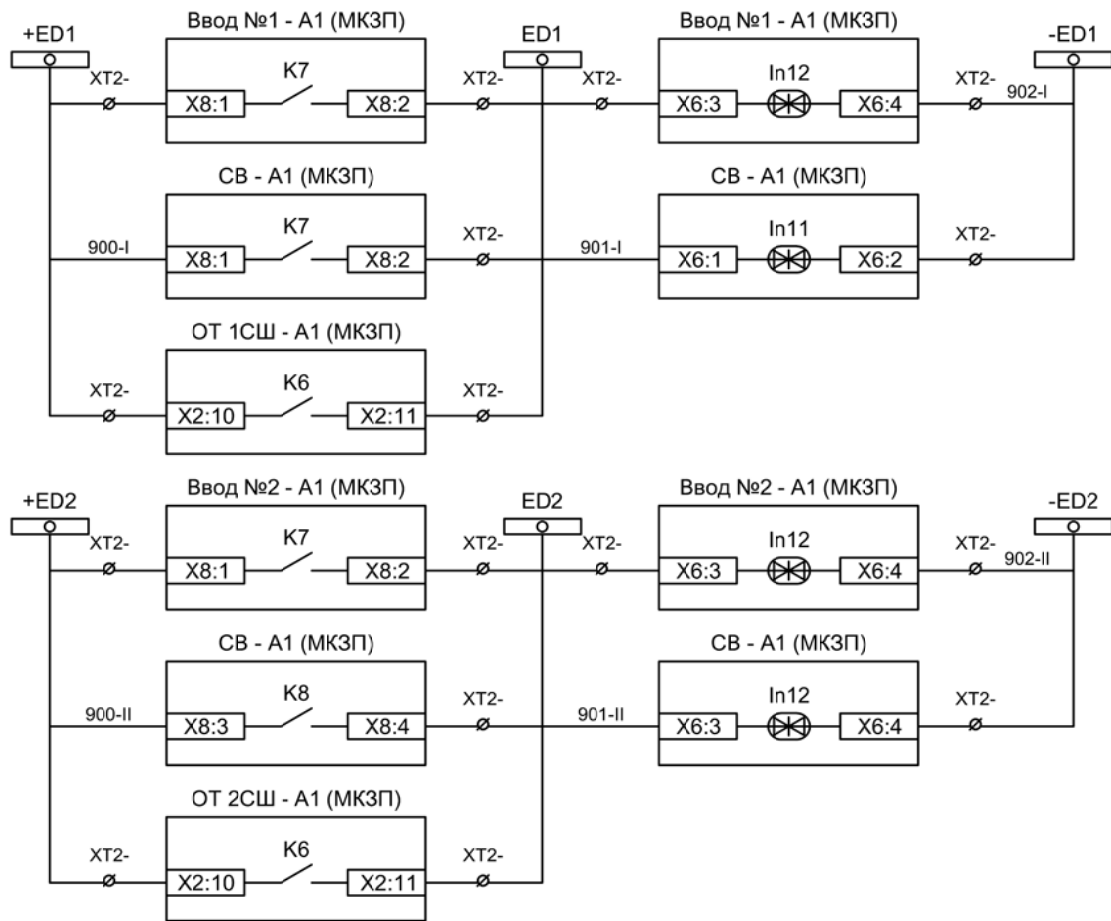 +ED1 Ввод №1 - А1 (МКЗП) ED1 Ввод №1 - А1 (МКЗП) -ED1
XT2- K7 XT2- XT2- In12 XT2- 902-I
X8:1 X8:2 X6:3 X6:4
СВ - А1 (МКЗП) СВ - А1 (МКЗП)
900-I K7 XT2- 901-I In11 XT2-
X8:1 X8:2 X6:1 X6:2
ОТ 1СШ - А1 (МКЗП)
XT2- K6 XT2-
X2:10 X2:11
+ED2 Ввод №2 - А1 (МКЗП) ED2 Ввод №2 - А1 (МКЗП) -ED2
XT2- K7 XT2- XT2- In12 XT2- 902-II
X8:1 X8:2 X6:3 X6:4
СВ - А1 (МКЗП) СВ - А1 (МКЗП)
900-II K8 XT2- 901-II In12 XT2-
X8:3 X8:4 X6:3 X6:4
ОТ 2СШ - А1 (МКЗП)
XT2- K6 XT2-
X2:10 X2:11